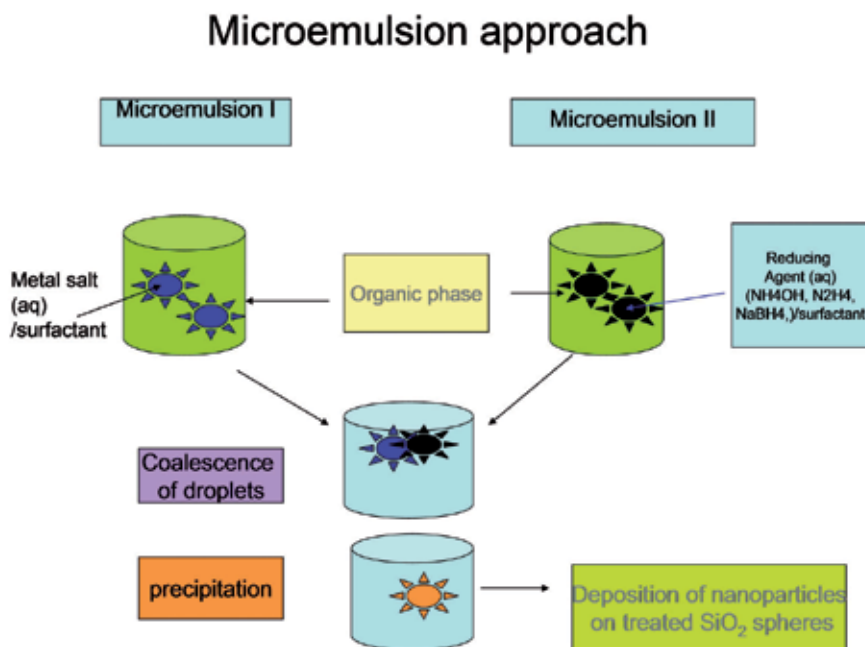 Microemulsion approach
Microemulsion I
Microemulsion II
Metal salt
(aq)
/surfactant
Organic phase
Reducing
Agent (aq)
(NH4OH, N2H4,
NaBH4,)/surfactant
Coalescence
of droplets
precipitation
Deposition of nanoparticles
on treated SiO₂ spheres